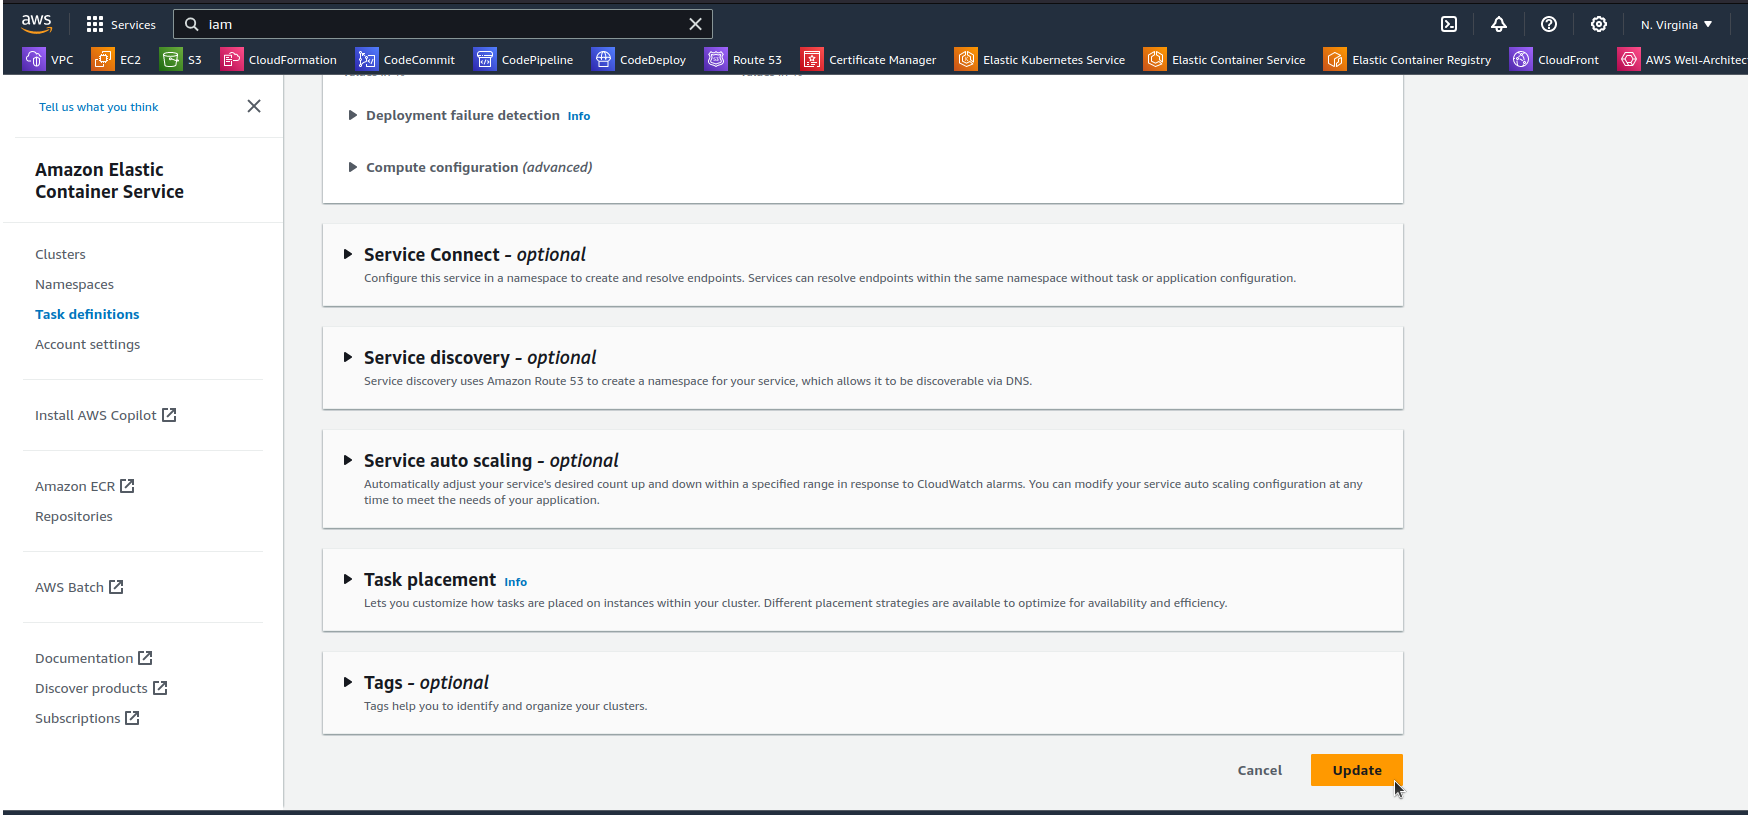 aws
Services
iam
N. Virginia
VPC
EC2
S3
CloudFormation
CodeCommit
CodePipeline
CodeDeploy
Route 53
Certificate Manager
Elastic Kubernetes Service
Elastic Container Service
Elastic Container Registry
CloudFront
AWS Well-Architec
Tell us what you think
Amazon Elastic
Container Service
Clusters
Namespaces
Task definitions
Account settings
Install AWS Copilot
Amazon ECR
Repositories
AWS Batch
Documentation
Discover products
Subscriptions
Deployment failure detection Info
Compute configuration (advanced)
Service Connect - optional
Configure this service in a namespace to create and resolve endpoints. Services can resolve endpoints within the same namespace without task or application configuration.
Service discovery - optional
Service discovery uses Amazon Route 53 to create a namespace for your service, which allows it to be discoverable via DNS.
Service auto scaling - optional
Automatically adjust your service's desired count up and down within a specified range in response to CloudWatch alarms. You can modify your service auto scaling configuration at any
time to meet the needs of your application.
Task placement Info
Lets you customize how tasks are placed on instances within your cluster. Different placement strategies are available to optimize for availability and efficiency.
Tags - optional
Tags help you to identify and organize your clusters.
Cancel
Update